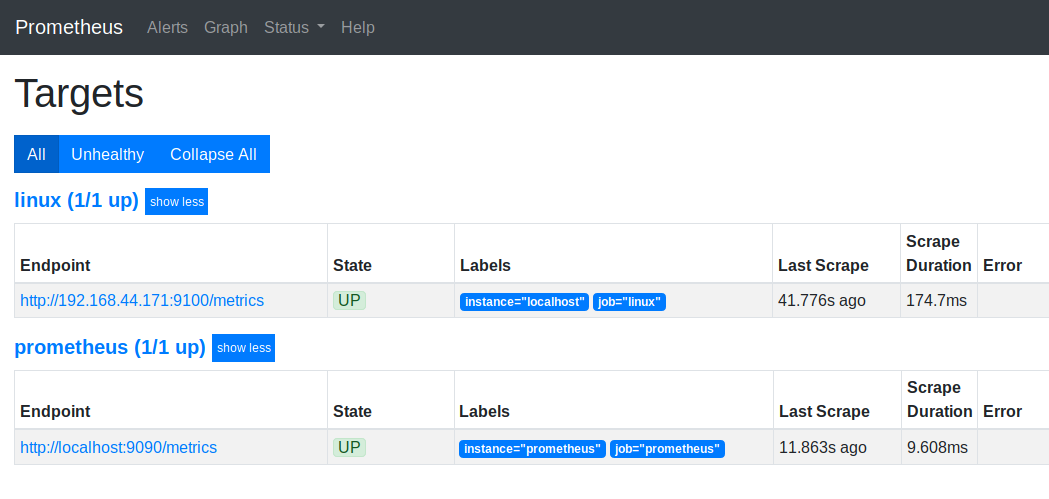 Prometheus Alerts Graph Status Help
Targets
All Unhealthy Collapse All
linux (1/1 up) show less
Endpoint State Labels Last Scrape Scrape Duration Error
http://192.168.44.171:9100/metrics UP instance="localhost" job="linux" 41.776s ago 174.7ms
prometheus (1/1 up) show less
Endpoint State Labels Last Scrape Scrape Duration Error
http://localhost:9090/metrics UP instance="prometheus" job="prometheus" 11.863s ago 9.608ms